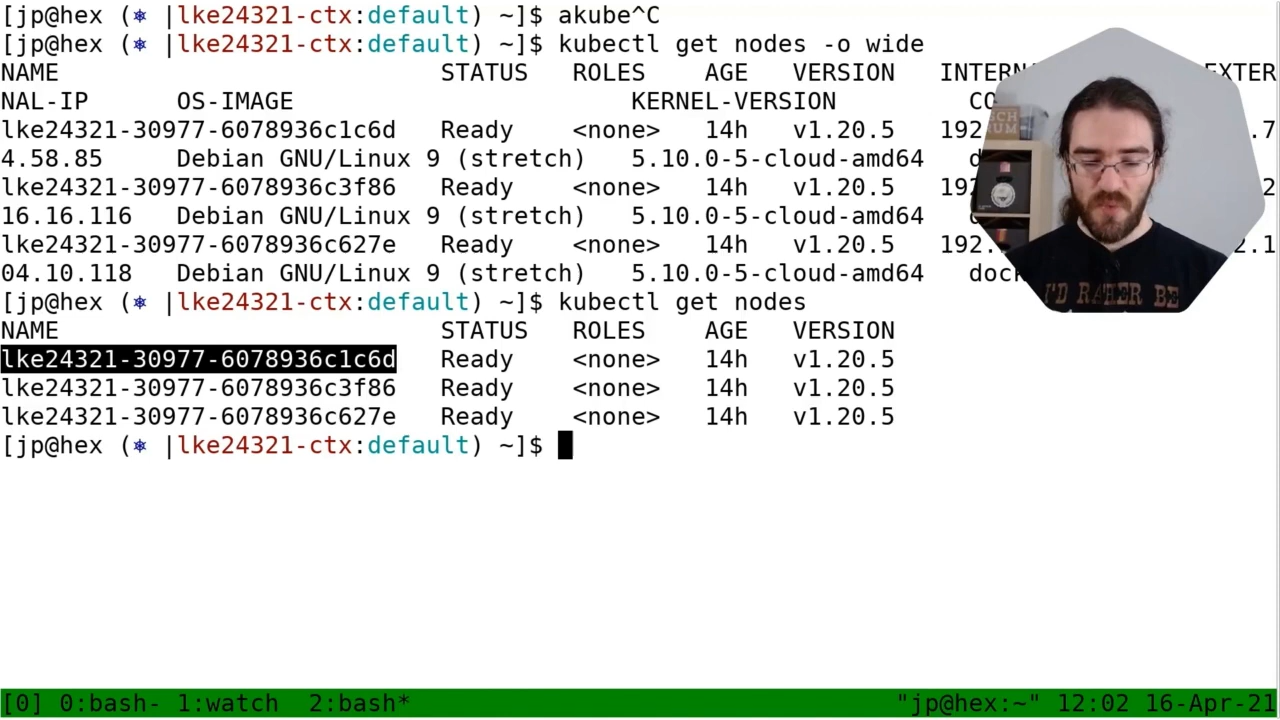 [jp@hex (⎈ |lke24321-ctx:default) ~]$ akube^C
[jp@hex (⎈ |lke24321-ctx:default) ~]$ kubectl get nodes -o wide
NAME STATUS ROLES AGE VERSION INTERN EXTER
NAL-IP OS-IMAGE KERNEL-VERSION CO
lke24321-30977-6078936c1c6d Ready <none> 14h v1.20.5 192 .7
4.58.85 Debian GNU/Linux 9 (stretch) 5.10.0-5-cloud-amd64 d
lke24321-30977-6078936c3f86 Ready <none> 14h v1.20.5 192 2
16.16.116 Debian GNU/Linux 9 (stretch) 5.10.0-5-cloud-amd64
lke24321-30977-6078936c627e Ready <none> 14h v1.20.5 192. 2.1
04.10.118 Debian GNU/Linux 9 (stretch) 5.10.0-5-cloud-amd64 dock
[jp@hex (⎈ |lke24321-ctx:default) ~]$ kubectl get nodes
NAME STATUS ROLES AGE VERSION
lke24321-30977-6078936c1c6d Ready <none> 14h v1.20.5
lke24321-30977-6078936c3f86 Ready <none> 14h v1.20.5
lke24321-30977-6078936c627e Ready <none> 14h v1.20.5
[jp@hex (⎈ |lke24321-ctx:default) ~]$
I'D RATHER BE
[0] 0:bash- 1:watch 2:bash* "jp@hex:~" 12:02 16-Apr-21